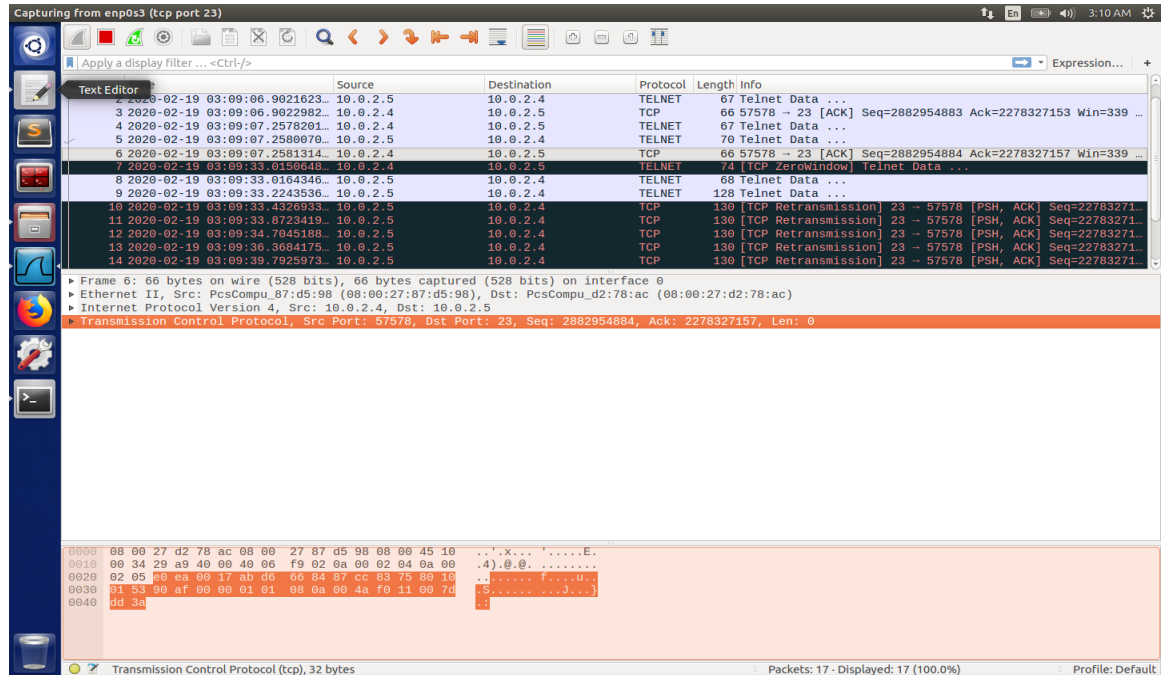 Capturing from enp0s3 (tcp port 23) En 3:10 AM
Apply a display filter ... <Ctrl-/> Expression... +
Text Editor
Source Destination Protocol Length Info
2 2020-02-19 03:09:06.9021623… 10.0.2.5 10.0.2.4 TELNET 67 Telnet Data ...
3 2020-02-19 03:09:06.9022982… 10.0.2.4 10.0.2.5 TCP 66 57578 → 23 [ACK] Seq=2882954883 Ack=2278327153 Win=339 …
4 2020-02-19 03:09:07.2578201… 10.0.2.4 10.0.2.5 TELNET 67 Telnet Data ...
5 2020-02-19 03:09:07.2580070… 10.0.2.5 10.0.2.4 TELNET 70 Telnet Data ...
6 2020-02-19 03:09:07.2581314… 10.0.2.4 10.0.2.5 TCP 66 57578 → 23 [ACK] Seq=2882954884 Ack=2278327157 Win=339 …
7 2020-02-19 03:09:33.0150648… 10.0.2.4 10.0.2.5 TELNET 74 [TCP ZeroWindow] Telnet Data ...
8 2020-02-19 03:09:33.0164346… 10.0.2.5 10.0.2.4 TELNET 68 Telnet Data ...
9 2020-02-19 03:09:33.2243536… 10.0.2.5 10.0.2.4 TELNET 128 Telnet Data ...
10 2020-02-19 03:09:33.4326933… 10.0.2.5 10.0.2.4 TCP 130 [TCP Retransmission] 23 → 57578 [PSH, ACK] Seq=22783271…
11 2020-02-19 03:09:33.8723419… 10.0.2.5 10.0.2.4 TCP 130 [TCP Retransmission] 23 → 57578 [PSH, ACK] Seq=22783271…
12 2020-02-19 03:09:34.7045188… 10.0.2.5 10.0.2.4 TCP 130 [TCP Retransmission] 23 → 57578 [PSH, ACK] Seq=22783271…
13 2020-02-19 03:09:36.3684175… 10.0.2.5 10.0.2.4 TCP 130 [TCP Retransmission] 23 → 57578 [PSH, ACK] Seq=22783271…
14 2020-02-19 03:09:39.7925973… 10.0.2.5 10.0.2.4 TCP 130 [TCP Retransmission] 23 → 57578 [PSH, ACK] Seq=22783271…
Frame 6: 66 bytes on wire (528 bits), 66 bytes captured (528 bits) on interface 0
Ethernet II, Src: PcsCompu_87:d5:98 (08:00:27:87:d5:98), Dst: PcsCompu_d2:78:ac (08:00:27:d2:78:ac)
Internet Protocol Version 4, Src: 10.0.2.4, Dst: 10.0.2.5
Transmission Control Protocol, Src Port: 57578, Dst Port: 23, Seq: 2882954884, Ack: 2278327157, Len: 0
0000 08 00 27 d2 78 ac 08 00 27 87 d5 98 08 00 45 10 ..'.x... '.....E.
0010 00 34 29 a9 40 00 40 06 f9 02 0a 00 02 04 0a 00 .4).@.@. ........
0020 02 05 e0 ea 00 17 ab d6 66 84 87 cc 83 75 80 10 ........ f....u..
0030 01 53 90 af 00 00 01 01 08 0a 00 4a f0 11 00 7d .S...... ...J...}
0040 dd 3a .:
Transmission Control Protocol (tcp), 32 bytes Packets: 17 · Displayed: 17 (100.0%) Profile: Default